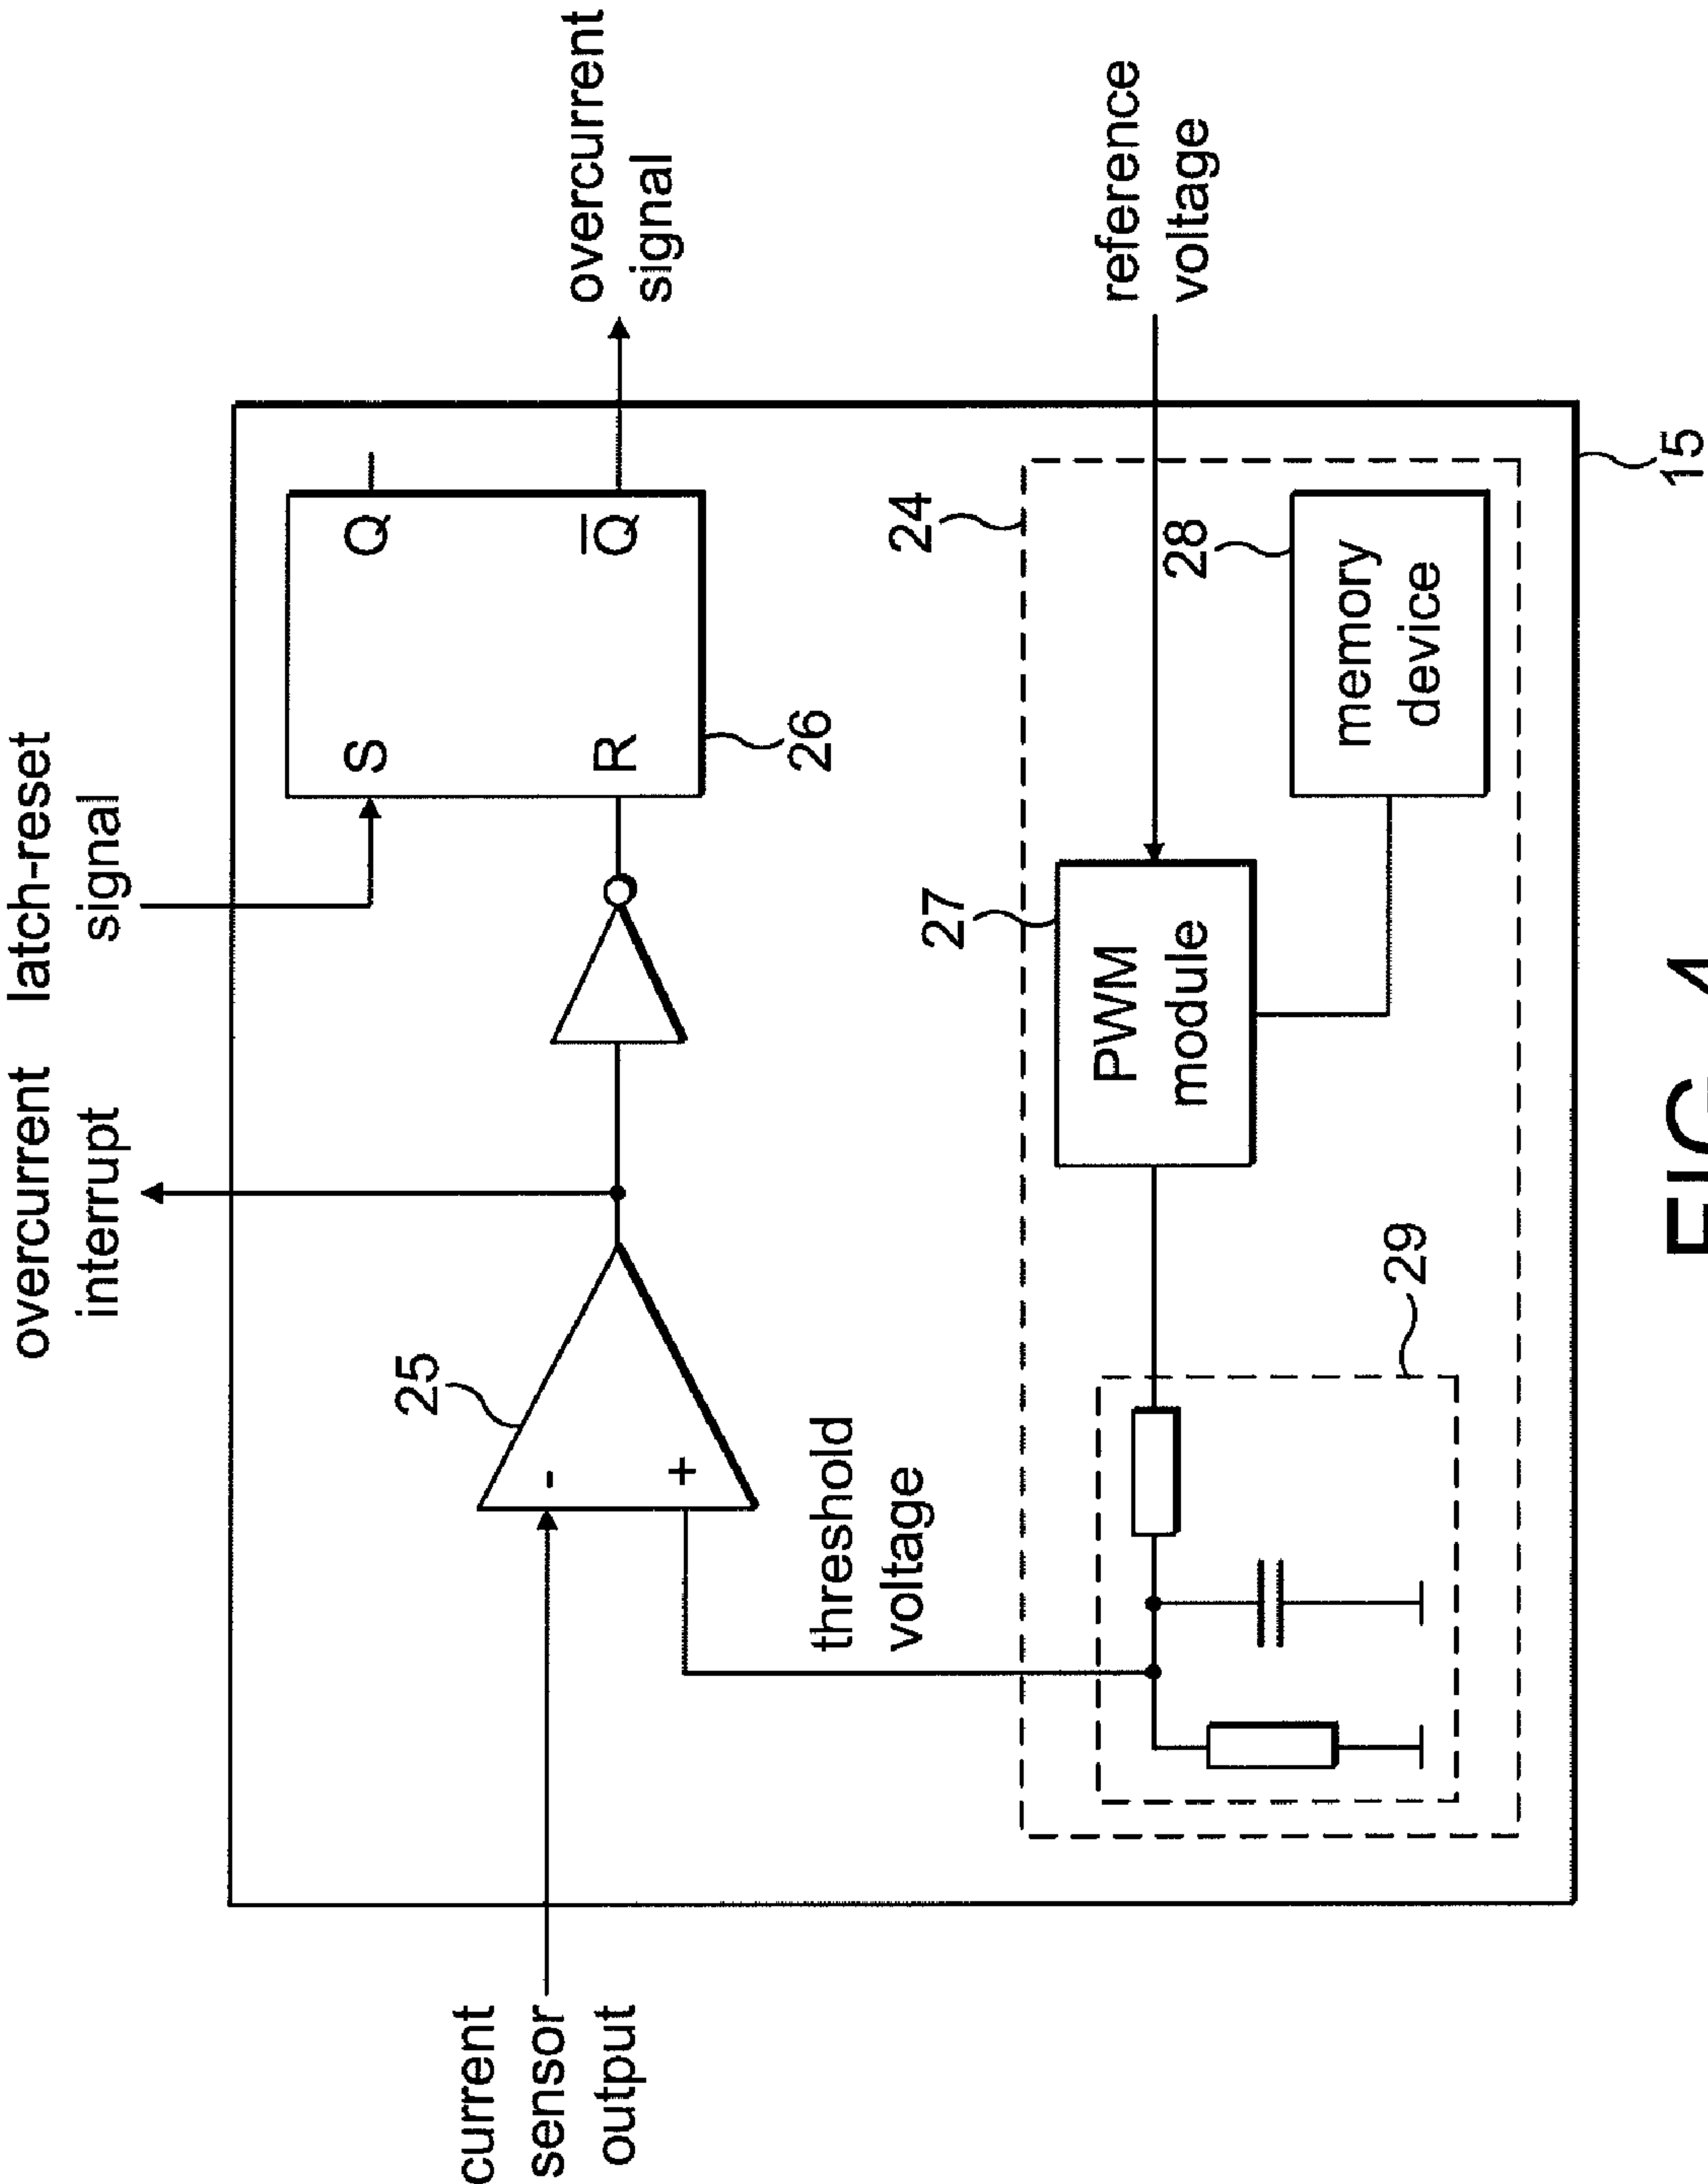 overcurrent
interrupt
latch-reset
signal
current
sensor
output
25
-
+
S
R
Q
Q̅
26
overcurrent
signal
threshold
voltage
24
27
PWM
module
28
memory
device
29
reference
voltage
15
FIG. 4